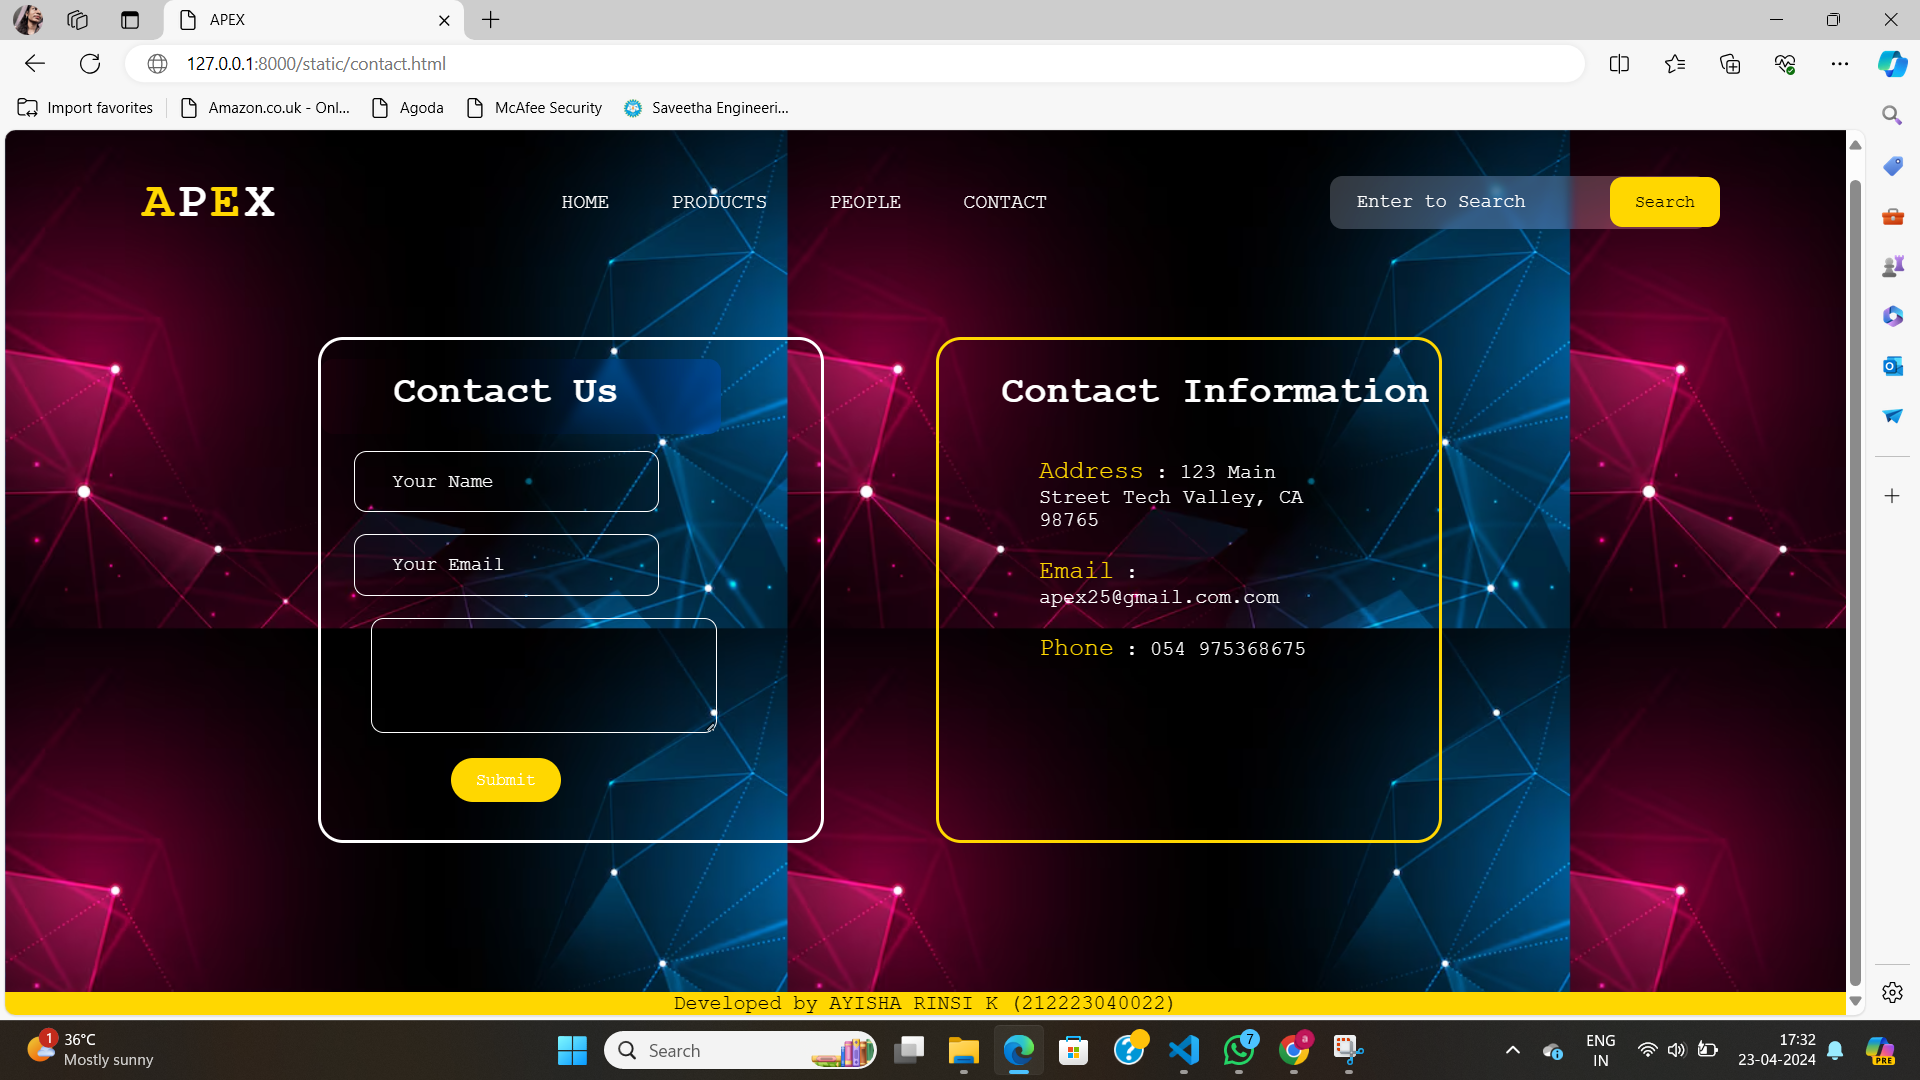 APEX
127.0.0.1:8000/static/contact.html
Import favorites
Amazon.co.uk - Onl...
Agoda
McAfee Security
Saveetha Engineeri...
APEX
HOME
PRODUCTS
PEOPLE
CONTACT
Enter to Search
Search
Contact Us
Your Name
Your Email
Submit
Contact Information
Address : 123 Main
Street Tech Valley, CA
98765
Email :
apex25@gmail.com.com
Phone : 054 975368675
Developed by AYISHA RINSI K (212223040022)
1
36°C
Mostly sunny
Search
7
a
ENG
IN
17:32
23-04-2024
PRE